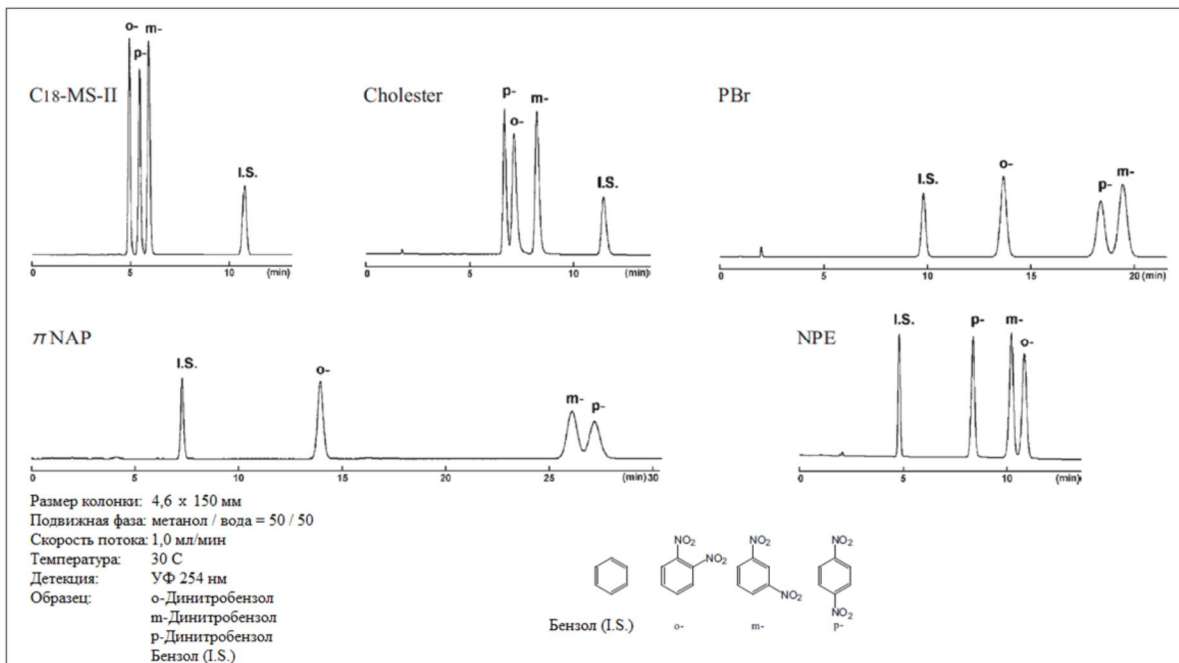 C18-MS-II
o-
p-
m-
I.S.
0 5 10 (min)
Cholester
p-
o-
m-
I.S.
0 5 10 (min)
PBr
I.S.
o-
p-
m-
0 5 10 15 20 (min)
π NAP
I.S.
o-
m-
p-
0 5 10 15 20 25 (min) 30
NPE
I.S.
p-
m-
o-
0 5 10 (min)
Размер колонки: 4,6 x 150 мм
Подвижная фаза: метанол / вода = 50 / 50
Скорость потока: 1,0 мл/мин
Температура: 30 C
Детекция: УФ 254 нм
Образец: o-Динитробензол
m-Динитробензол
p-Динитробензол
Бензол (I.S.)
NO2
NO2
NO2
NO2
NO2
NO2
Бензол (I.S.) o- m- p-